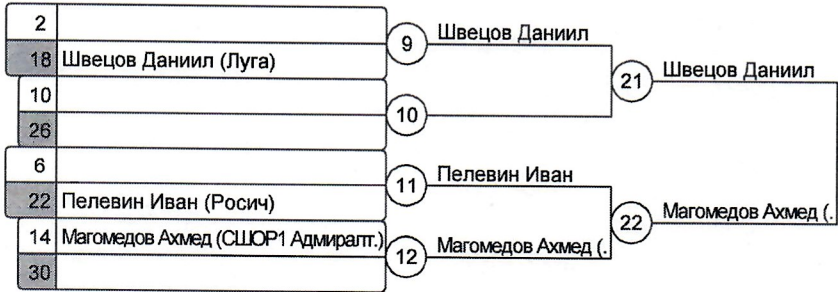 2
9 Швецов Даниил
18 Швецов Даниил (Луга)
21 Швецов Даниил
10
10
26
6
11 Пелевин Иван
22 Пелевин Иван (Росич)
22 Магомедов Ахмед (.
14 Магомедов Ахмед (СШОР1 Адмиралт.)
12 Магомедов Ахмед (.
30